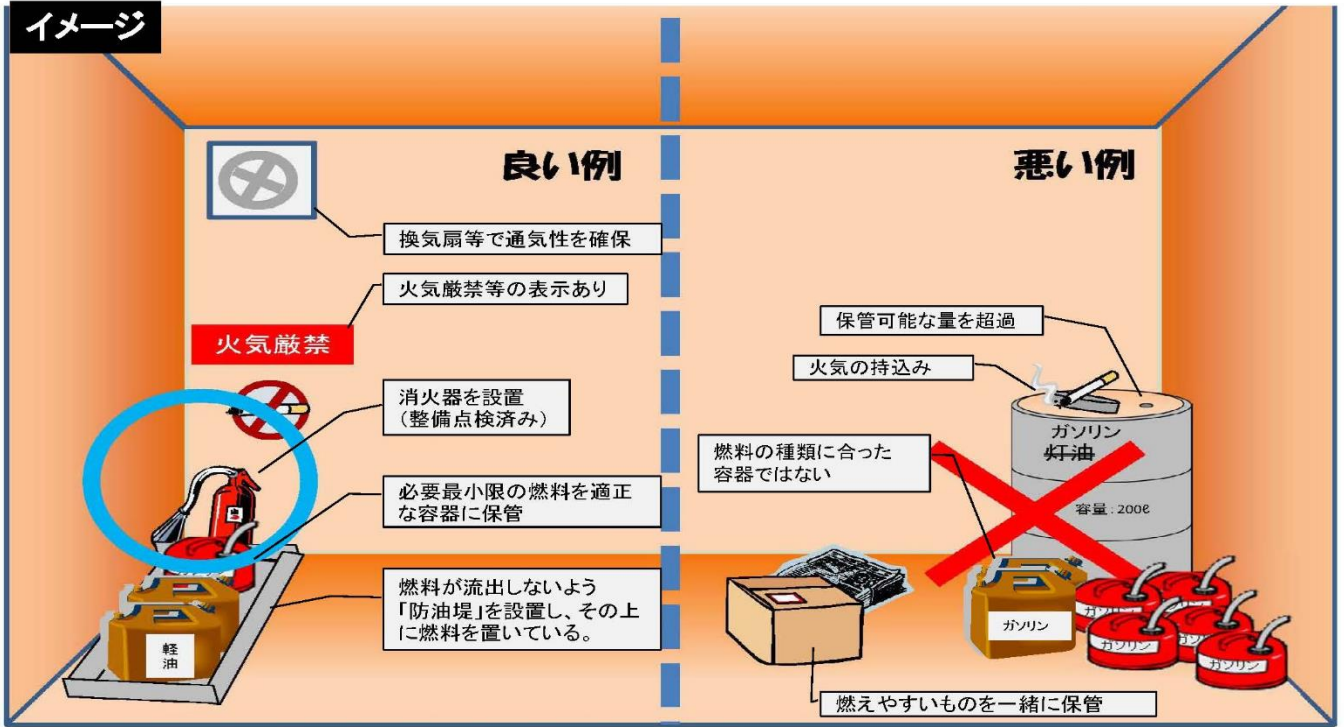 イメージ
良い例
換気扇等で通気性を確保
火気厳禁等の表示あり
火気厳禁
消火器を設置
（整備点検済み）
必要最小限の燃料を適正
な容器に保管
燃料が流出しないよう
「防油堤」を設置し、その上
に燃料を置いている。
軽
油
悪い例
保管可能な量を超過
火気の持込み
ガソリン
灯油
燃料の種類に合った
容器ではない
容量：200ℓ
ガソリン
ガソリン
ガソリン
ガソリン
ガソリン
燃えやすいものを一緒に保管